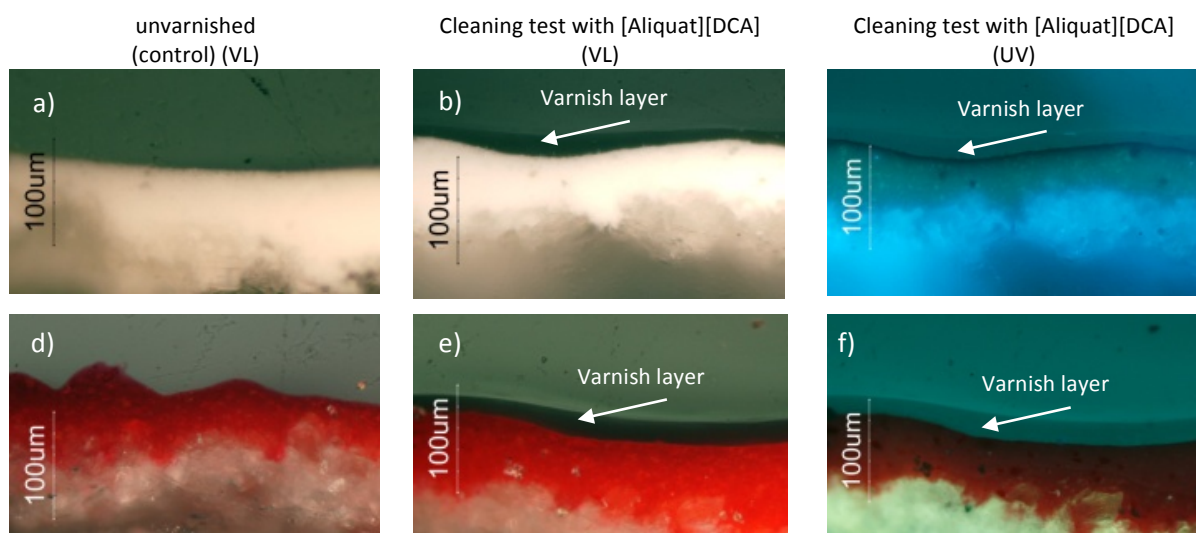 unvarnished
(control) (VL)
Cleaning test with [Aliquat][DCA]
(VL)
Cleaning test with [Aliquat][DCA]
(UV)
a)
100um
b)
Varnish layer
100um
Varnish layer
100um
d)
100um
e)
Varnish layer
100um
f)
Varnish layer
100um